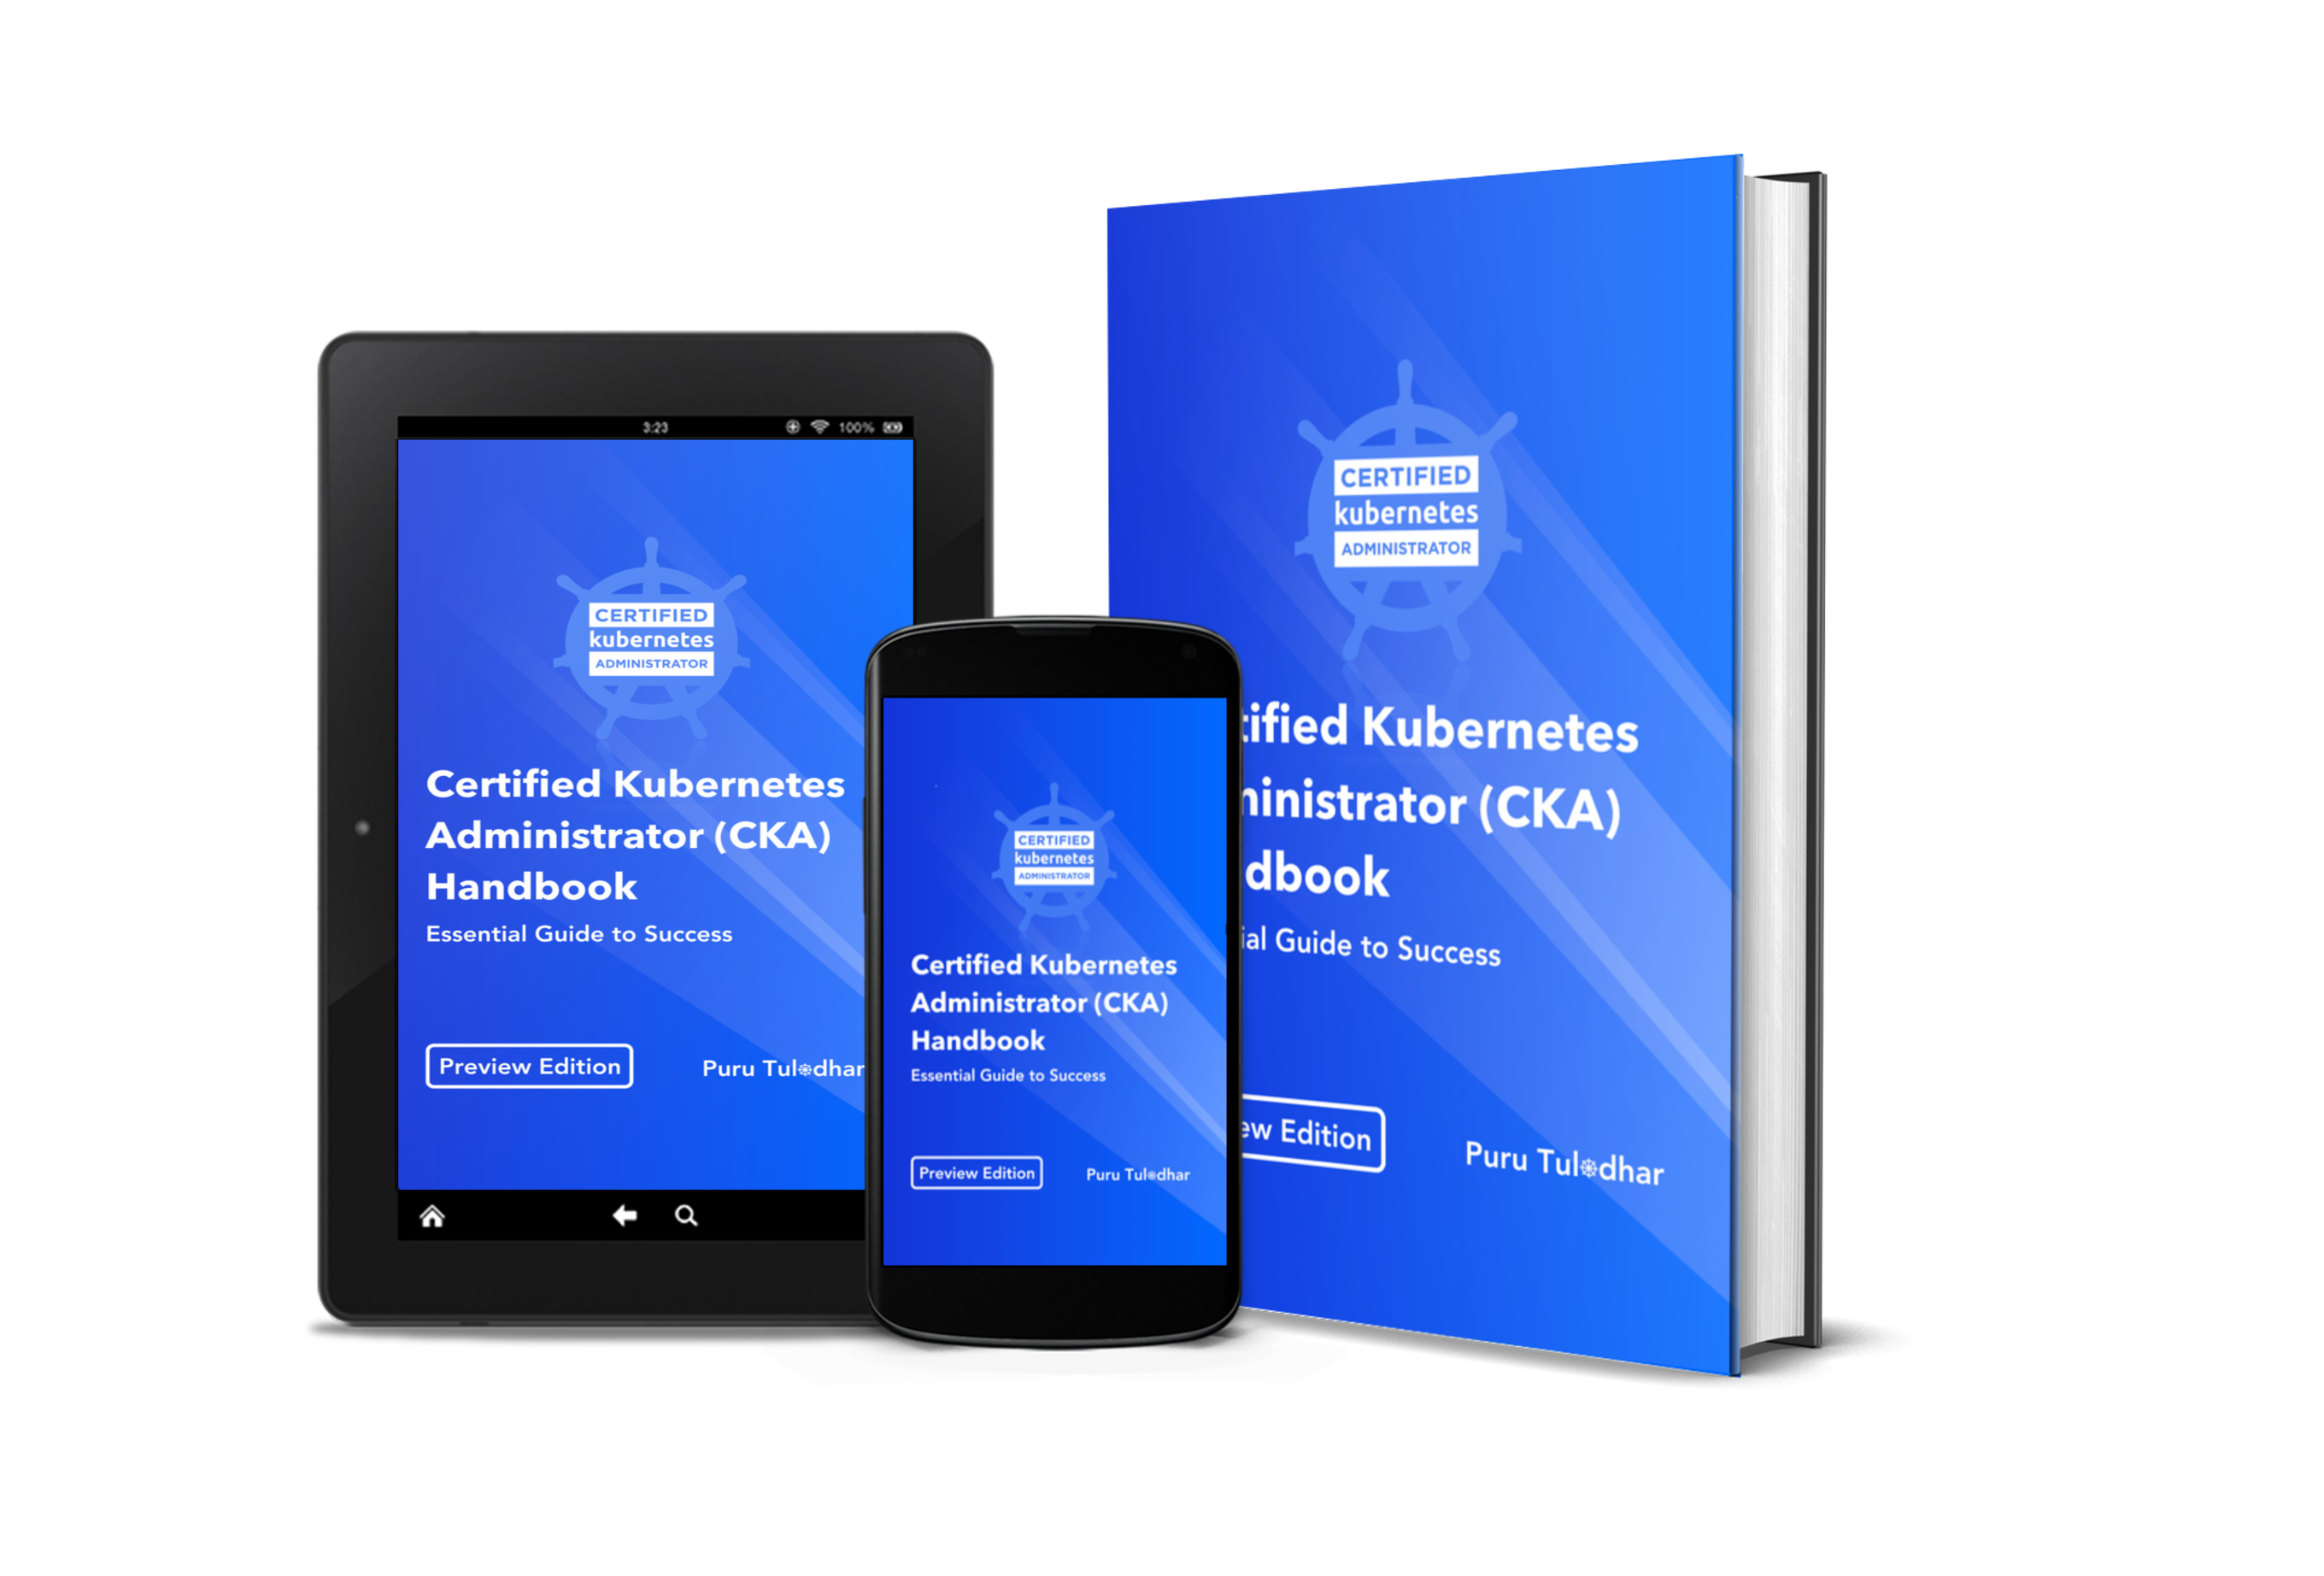 3:23
100%
CERTIFIED
kubernetes
ADMINISTRATOR
Certified Kubernetes
Administrator (CKA)
Handbook
Essential Guide to Success
Preview Edition
Puru Tuladhar
CERTIFIED
kubernetes
ADMINISTRATOR
Certified Kubernetes
Administrator (CKA)
Handbook
Essential Guide to Success
Preview Edition
Puru Tuladhar
CERTIFIED
kubernetes
ADMINISTRATOR
tified Kubernetes
ministrator (CKA)
dbook
ial Guide to Success
ew Edition
Puru Tuladhar